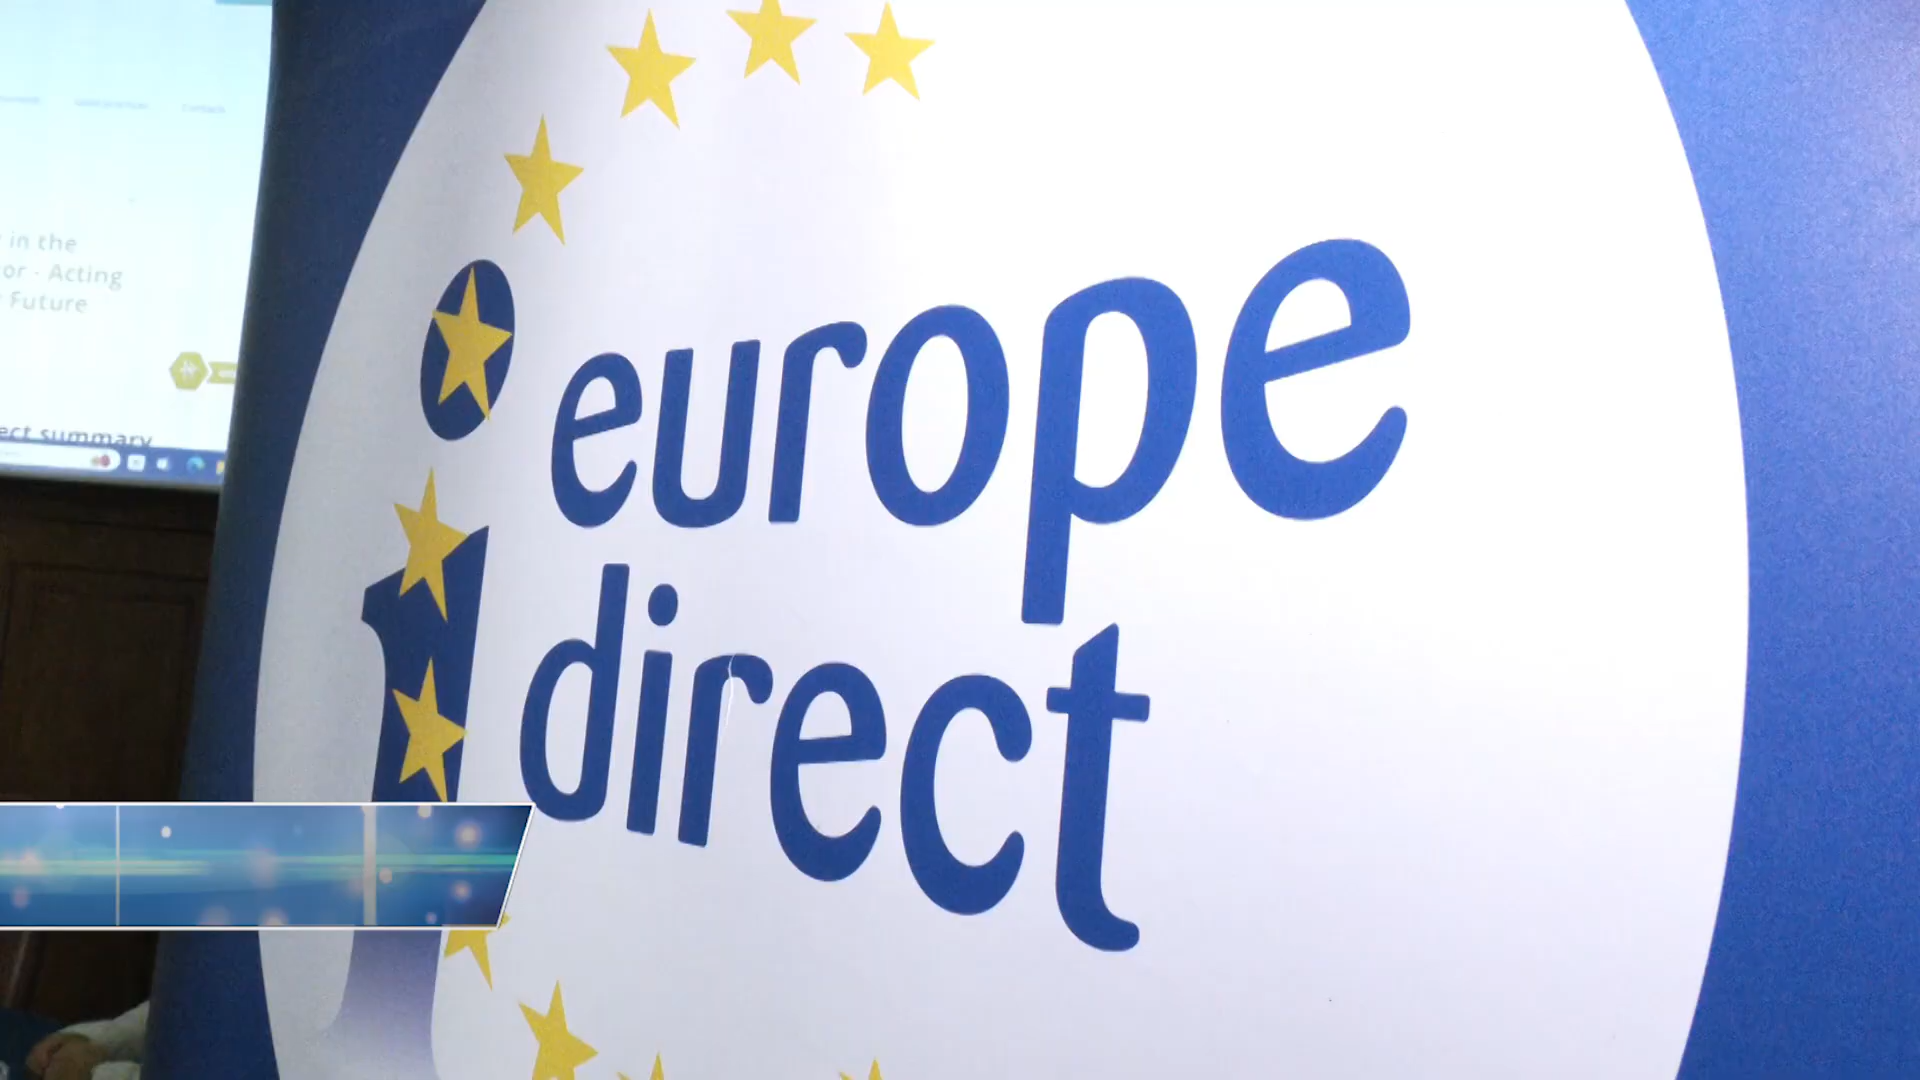 in the
or - Acting
Future
ect summary
europe
direct